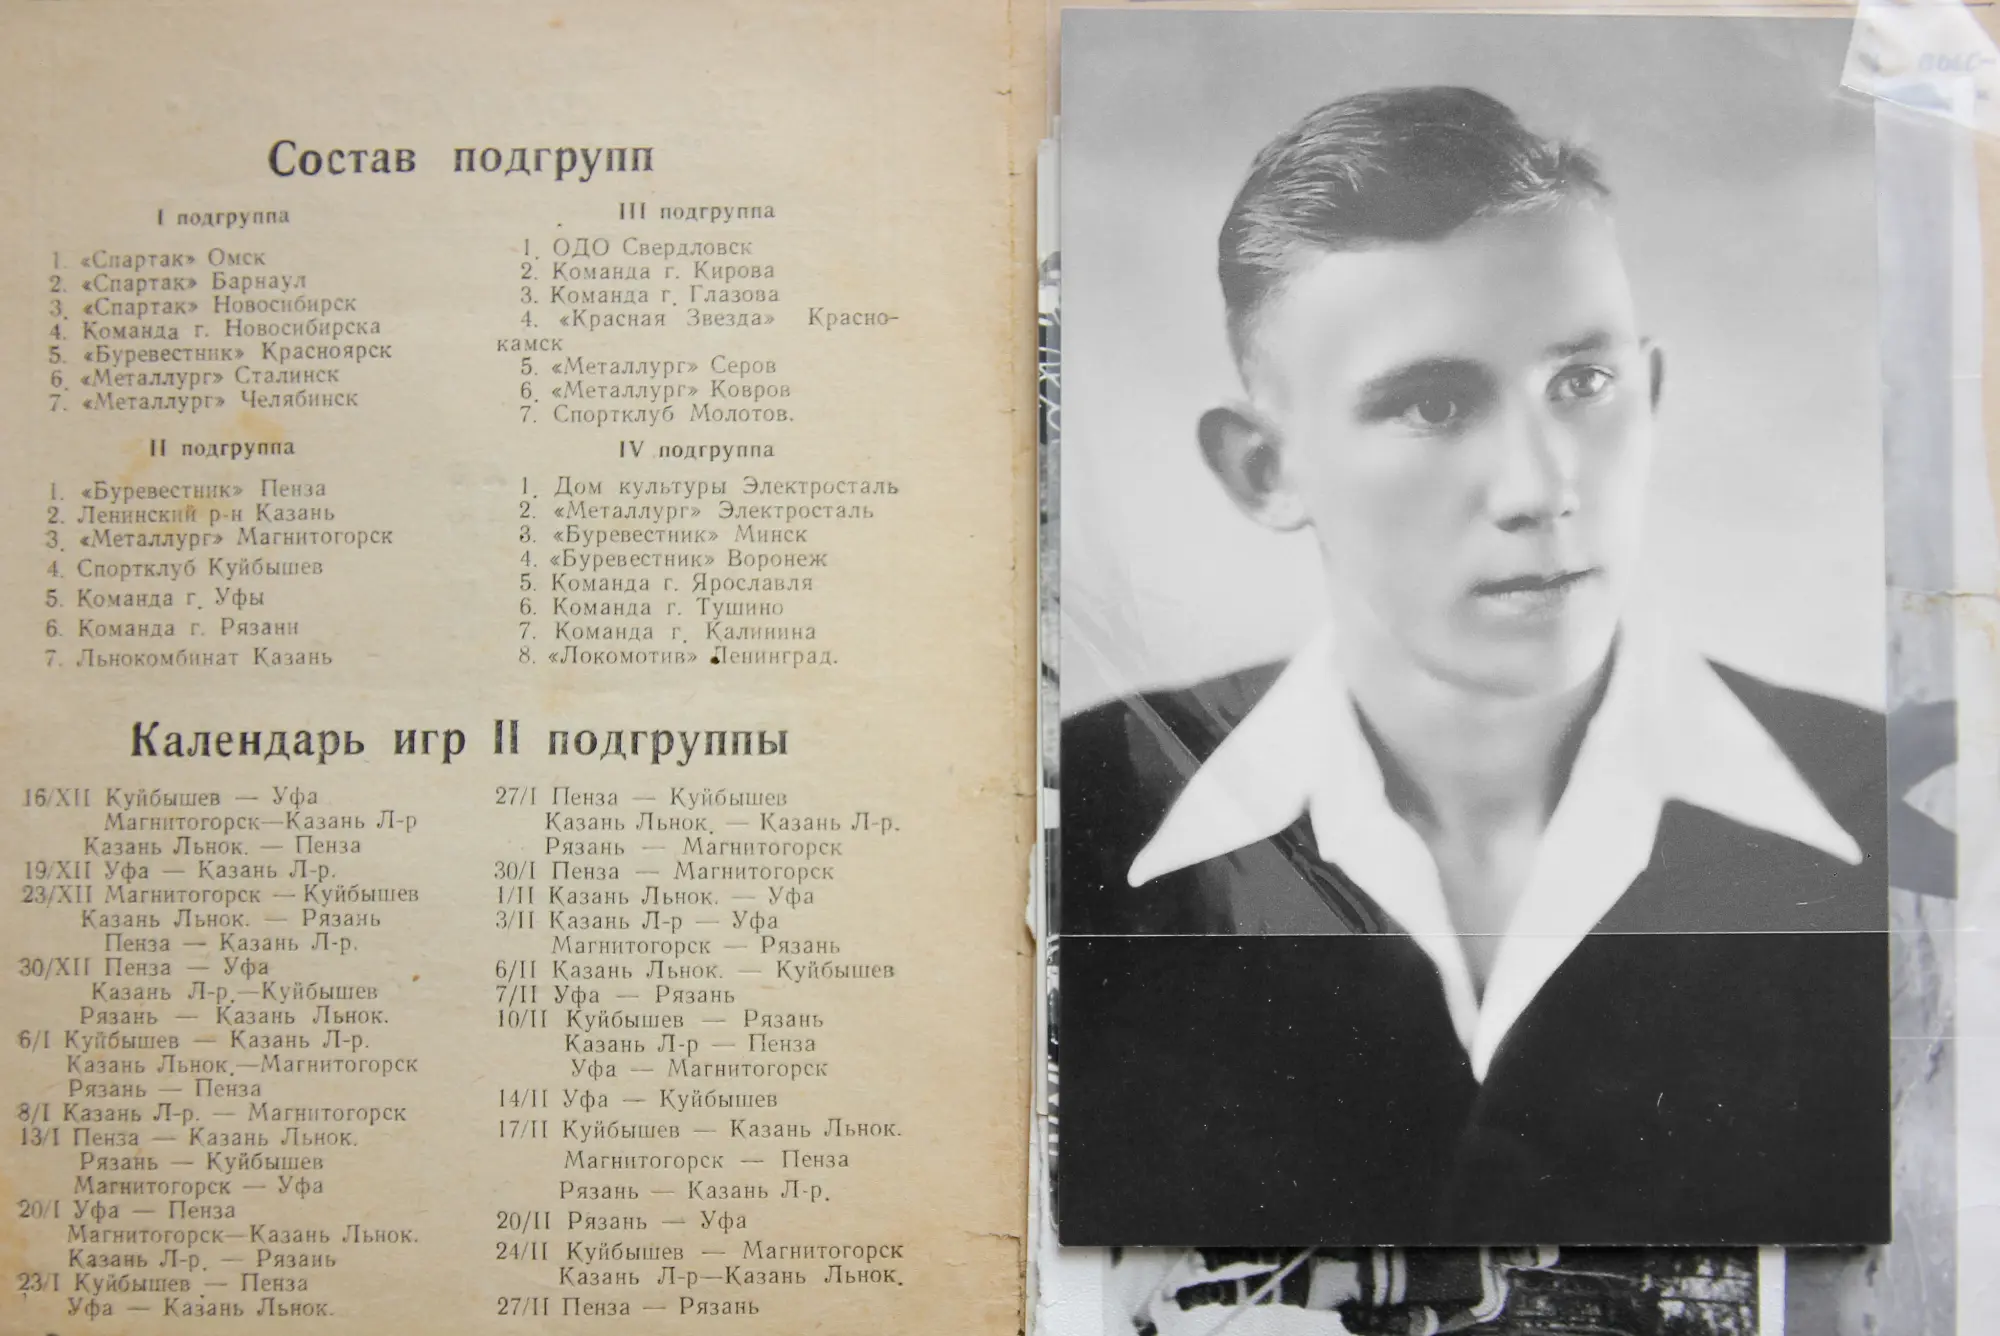 Состав подгрупп
I подгруппа
1. «Спартак» Омск
2. «Спартак» Барнаул
3. «Спартак» Новосибирск
4. Команда г. Новосибирска
5. «Буревестник» Красноярск
6. «Металлург» Сталинск
7. «Металлург» Челябинск
II подгруппа
1. «Буревестник» Пенза
2. Ленинский р-н Казань
3. «Металлург» Магнитогорск
4. Спортклуб Куйбышев
5. Команда г. Уфы
6. Команда г. Рязани
7. Льнокомбинат Казань
III подгруппа
1. ОДО Свердловск
2. Команда г. Кирова
3. Команда г. Глазова
4. «Красная Звезда» Красно-
камск
5. «Металлург» Серов
6. «Металлург» Ковров
7. Спортклуб Молотов.
IV подгруппа
1. Дом культуры Электросталь
2. «Металлург» Электросталь
3. «Буревестник» Минск
4. «Буревестник» Воронеж
5. Команда г. Ярославля
6. Команда г. Тушино
7. Команда г. Калинина
8. «Локомотив» Ленинград.
Календарь игр II подгруппы
16/XII Куйбышев — Уфа
Магнитогорск—Казань Л-р
Казань Льнок. — Пенза
19/XII Уфа — Казань Л-р.
23/XII Магнитогорск — Куйбышев
Казань Льнок. — Рязань
Пенза — Казань Л-р.
30/XII Пенза — Уфа
Казань Л-р.—Куйбышев
Рязань — Казань Льнок.
6/I Куйбышев — Казань Л-р.
Казань Льнок.—Магнитогорск
Рязань — Пенза
8/I Казань Л-р. — Магнитогорск
13/I Пенза — Казань Льнок.
Рязань — Куйбышев
Магнитогорск — Уфа
20/I Уфа — Пенза
Магнитогорск—Казань Льнок.
Казань Л-р. — Рязань
23/I Куйбышев — Пенза
Уфа — Казань Льнок.
27/I Пенза — Куйбышев
Казань Льнок. — Казань Л-р.
Рязань — Магнитогорск
30/I Пенза — Магнитогорск
1/II Казань Льнок. — Уфа
3/II Казань Л-р — Уфа
Магнитогорск — Рязань
6/II Казань Льнок. — Куйбышев
7/II Уфа — Рязань
10/II Куйбышев — Рязань
Казань Л-р — Пенза
Уфа — Магнитогорск
14/II Уфа — Куйбышев
17/II Куйбышев — Казань Льнок.
Магнитогорск — Пенза
Рязань — Казань Л-р.
20/II Рязань — Уфа
24/II Куйбышев — Магнитогорск
Казань Л-р—Казань Льнок.
27/II Пенза — Рязань